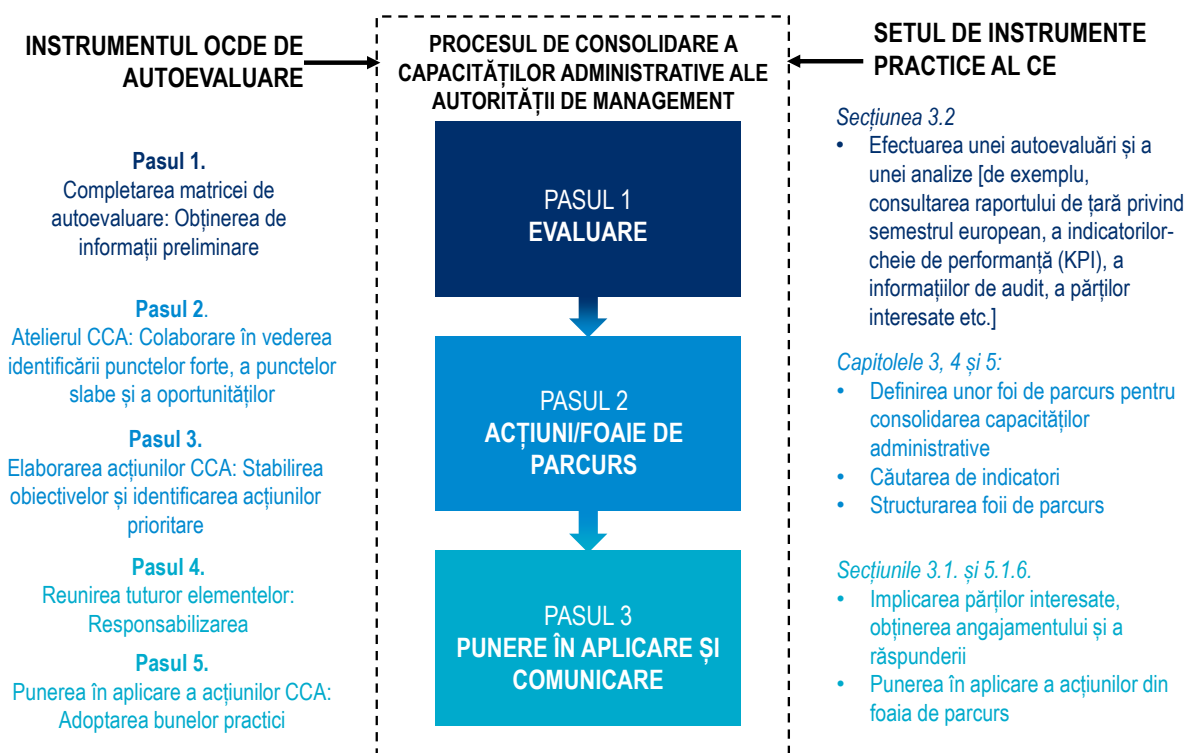 INSTRUMENTUL OCDE DE
AUTOEVALUARE
Pasul 1.
Completarea matricei de
autoevaluare: Obținerea de
informații preliminare
Pasul 2.
Atelierul CCA: Colaborare în vederea
identificării punctelor forte, a punctelor
slabe și a oportunităților
Pasul 3.
Elaborarea acțiunilor CCA: Stabilirea
obiectivelor și identificarea acțiunilor
prioritare
Pasul 4.
Reunirea tuturor elementelor:
Responsabilizarea
Pasul 5.
Punerea în aplicare a acțiunilor CCA:
Adoptarea bunelor practici
PROCESUL DE CONSOLIDARE A
CAPACITĂȚILOR ADMINISTRATIVE ALE
AUTORITĂȚII DE MANAGEMENT
PASUL 1
EVALUARE
PASUL 2
ACȚIUNI/FOAIE DE
PARCURS
PASUL 3
PUNERE ÎN APLICARE ȘI
COMUNICARE
SETUL DE INSTRUMENTE
PRACTICE AL CE
Secțiunea 3.2
• Efectuarea unei autoevaluări și a
unei analize [de exemplu,
consultarea raportului de țară privind
semestrul european, a indicatorilor-
cheie de performanță (KPI), a
informațiilor de audit, a părților
interesate etc.]
Capitolele 3, 4 și 5:
• Definirea unor foi de parcurs pentru
consolidarea capacităților
administrative
• Căutarea de indicatori
• Structurarea foii de parcurs
Secțiunile 3.1. și 5.1.6.
• Implicarea părților interesate,
obținerea angajamentului și a
răspunderii
• Punerea în aplicare a acțiunilor din
foaia de parcurs